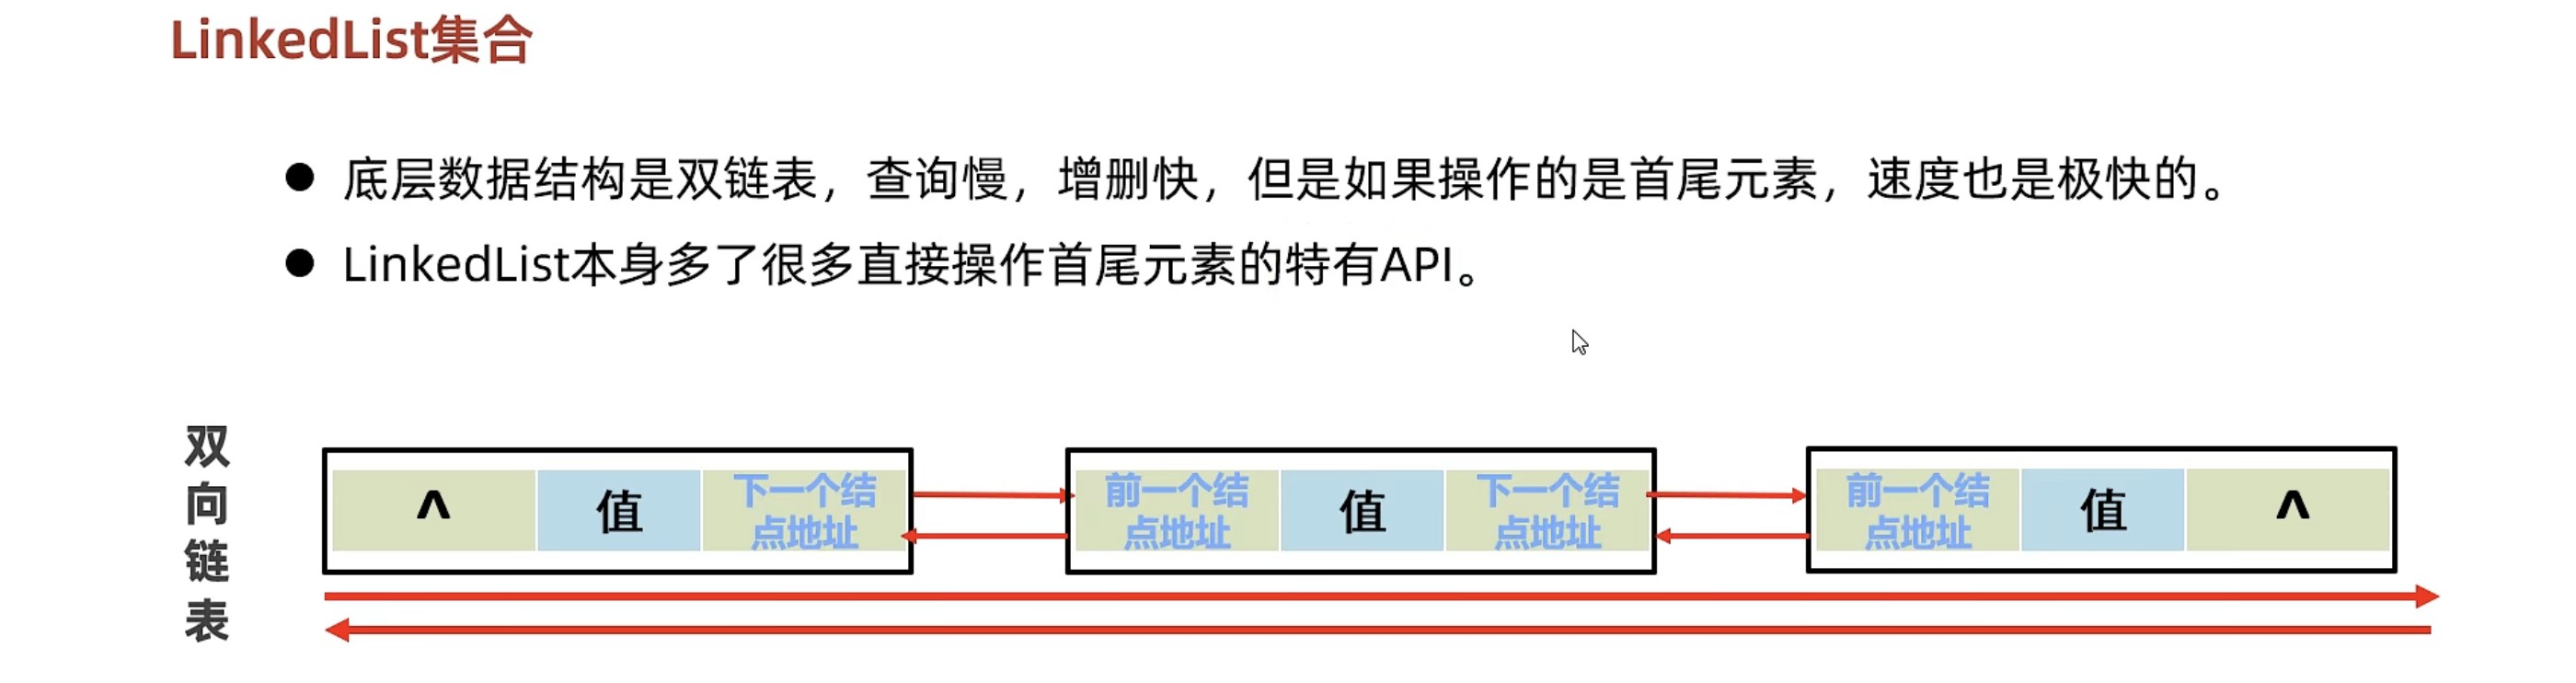 LinkedList集合
● 底层数据结构是双链表，查询慢，增删快，但是如果操作的是首尾元素，速度也是极快的。
● LinkedList本身多了很多直接操作首尾元素的特有API。
双向链表
^ 值 下一个结
点地址
前一个结
点地址
值 下一个结
点地址
前一个结
点地址
值 ^